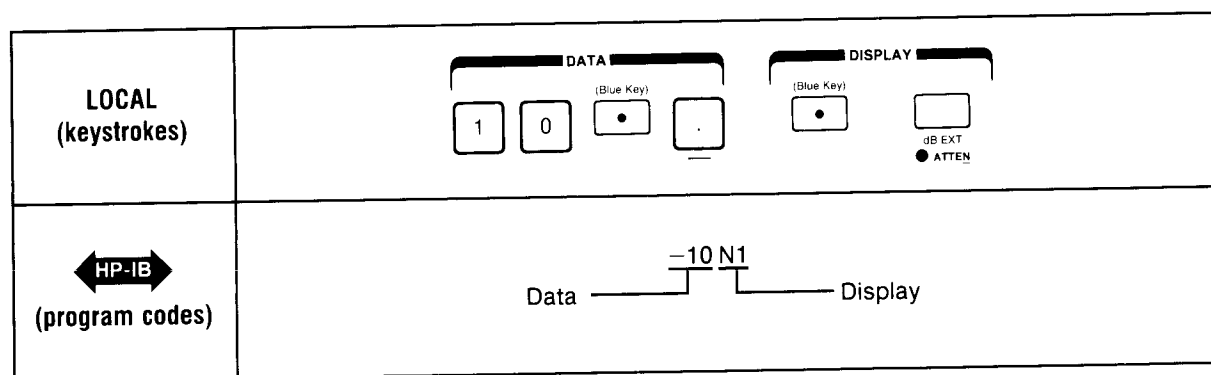 LOCAL
(keystrokes)
DATA
DISPLAY
1
0
(Blue Key)
.
(Blue Key)
dB EXT
ATTEN
HP-IB
(program codes)
−10 N1
Data
Display